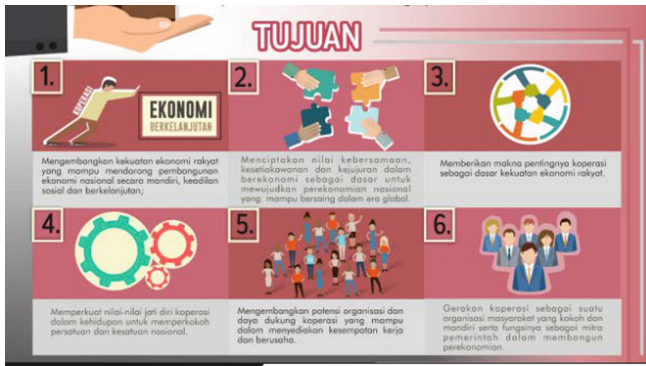 TUJUAN
1.
KOPERASI
EKONOMI
BERKELANJUTAN
Mengembangkan kekuatan ekonomi rakyat
yang mampu mendorong pembangunan
ekonomi nasional secara mandiri, keadilan
sosial dan berkelanjutan;
2.
Menciptakan nilai kebersamaan,
kesetiakawanan dan kejujuran dalam
berekonomi sebagai dasar untuk
mewujudkan perekonomian nasional
yang mampu bersaing dalam era global.
3.
Memberikan makna pentingnya koperasi
sebagai dasar kekuatan ekonomi rakyat.
4.
Memperkuat nilai-nilai jati diri koperasi
dalam kehidupan untuk memperkokoh
persatuan dan kesatuan nasional.
5.
Mengembangkan potensi organisasi dan
daya dukung koperasi yang mampu
dalam menyediakan kesempatan kerja
dan berusaha.
6.
Gerakan koperasi sebagai suatu
organisasi masyarakat yang kokoh dan
mandiri serta fungsinya sebagai mitra
pemerintah dalam membangun
perekonomian.